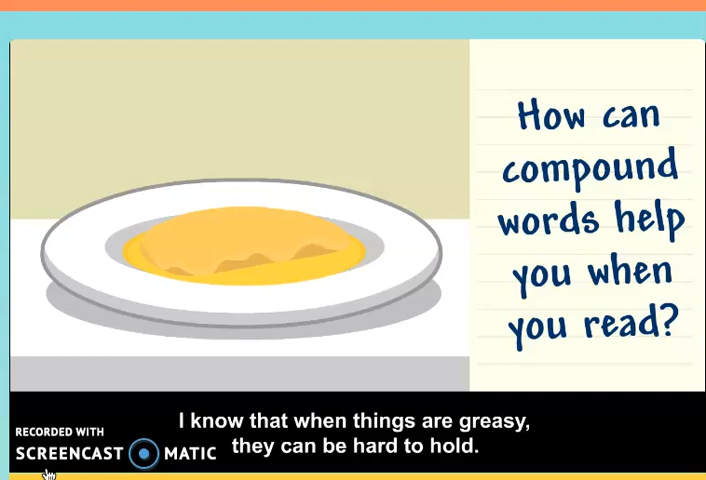 How can
compound
words help
you when
you read?
I know that when things are greasy,
they can be hard to hold.
RECORDED WITH
SCREENCAST MATIC